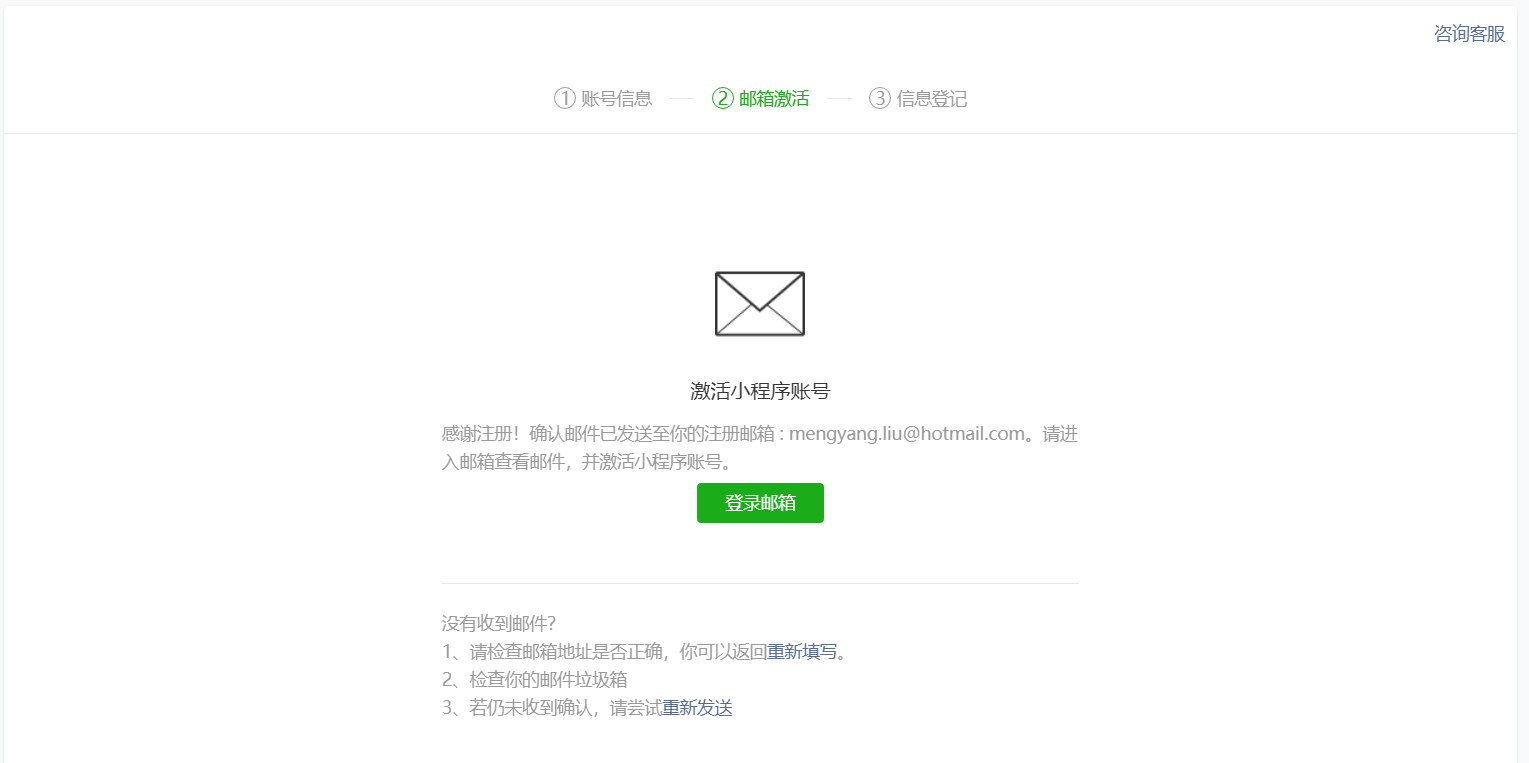 咨询客服
① 账号信息 ② 邮箱激活 ③ 信息登记
激活小程序账号
感谢注册！确认邮件已发送至你的注册邮箱 : mengyang.liu@hotmail.com。请进
入邮箱查看邮件，并激活小程序账号。
登录邮箱
没有收到邮件？
1、请检查邮箱地址是否正确，你可以返回重新填写。
2、检查你的邮件垃圾箱
3、若仍未收到确认，请尝试重新发送